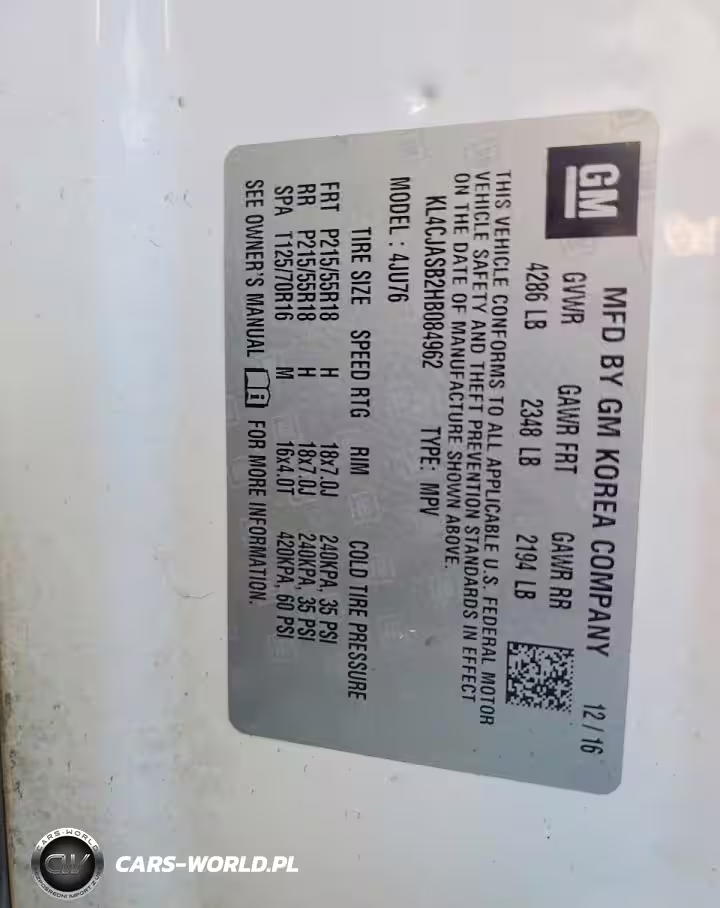 GM
MFD BY GM KOREA COMPANY 12 / 16
GVWR GAWR FRT GAWR RR
4286 LB 2348 LB 2194 LB
THIS VEHICLE CONFORMS TO ALL APPLICABLE U.S. FEDERAL MOTOR
VEHICLE SAFETY AND THEFT PREVENTION STANDARDS IN EFFECT
ON THE DATE OF MANUFACTURE SHOWN ABOVE.
KL4CJASB2HB084962 TYPE: MPV
MODEL : 4JU76
TIRE SIZE SPEED RTG RIM COLD TIRE PRESSURE
FRT P215/55R18 H 18x7.0J 240KPA, 35 PSI
RR P215/55R18 H 18x7.0J 240KPA, 35 PSI
SPA T125/70R16 M 16x4.0T 420KPA, 60 PSI
SEE OWNER'S MANUAL FOR MORE INFORMATION.
CARS-WORLD
CW
CARS-WORLD.PL